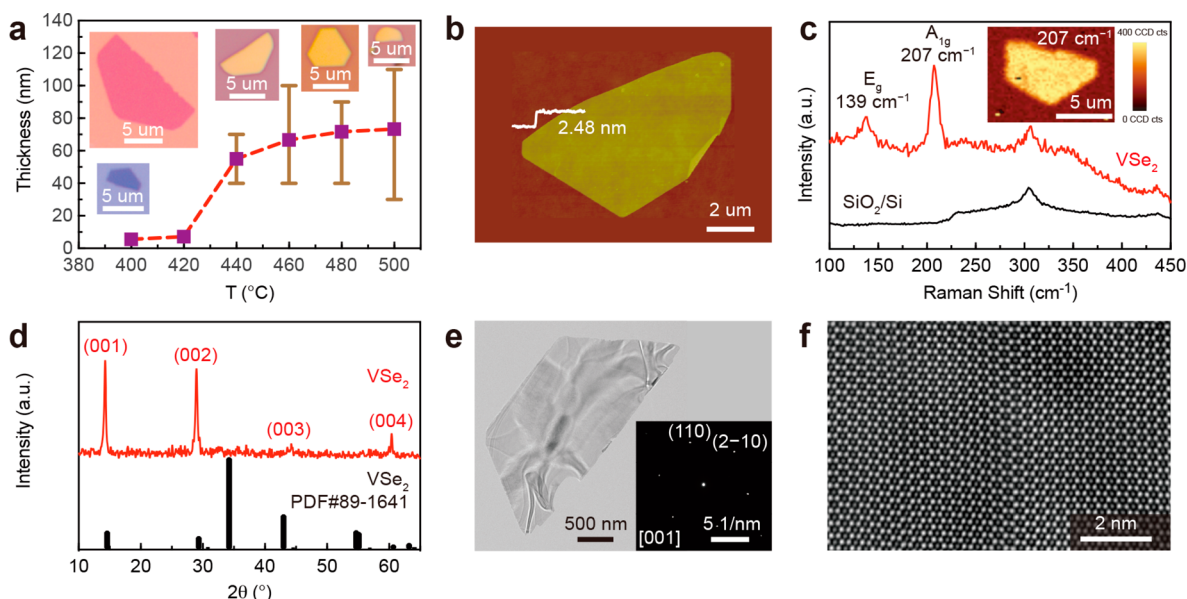 a
Thickness (nm)
140
120
100
80
60
40
20
0
380
400
420
440
460
480
500
T (°C)
5 um
5 um
5 um
5 um
5 um
b
2.48 nm
2 um
c
Intensity (a.u.)
E_g
139 cm⁻¹
A_1g
207 cm⁻¹
207 cm⁻¹
5 um
400 CCD cts
0 CCD cts
VSe₂
SiO₂/Si
100
150
200
250
300
350
400
450
Raman Shift (cm⁻¹)
d
Intensity (a.u.)
(001)
(002)
(003)
(004)
VSe₂
VSe₂
PDF#89-1641
10
20
30
40
50
60
2θ (°)
e
500 nm
(110)
(2−10)
[001]
5 1/nm
f
2 nm